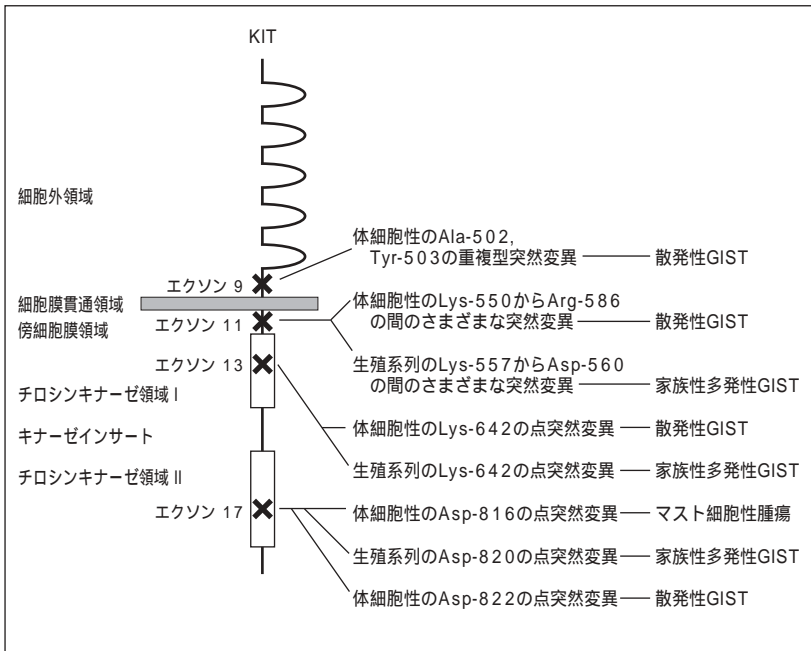 KIT
細胞外領域
体細胞性のAla-502,
Tyr-503の重複型突然変異 散発性GIST
エクソン 9
細胞膜貫通領域
体細胞性のLys-550からArg-586
の間のさまざまな突然変異 散発性GIST
傍細胞膜領域
エクソン 11
生殖系列のLys-557からAsp-560
の間のさまざまな突然変異 家族性多発性GIST
エクソン 13
チロシンキナーゼ領域 I
体細胞性のLys-642の点突然変異 散発性GIST
キナーゼインサート
生殖系列のLys-642の点突然変異 家族性多発性GIST
チロシンキナーゼ領域 II
エクソン 17
体細胞性のAsp-816の点突然変異 マスト細胞性腫瘍
生殖系列のAsp-820の点突然変異 家族性多発性GIST
体細胞性のAsp-822の点突然変異 散発性GIST